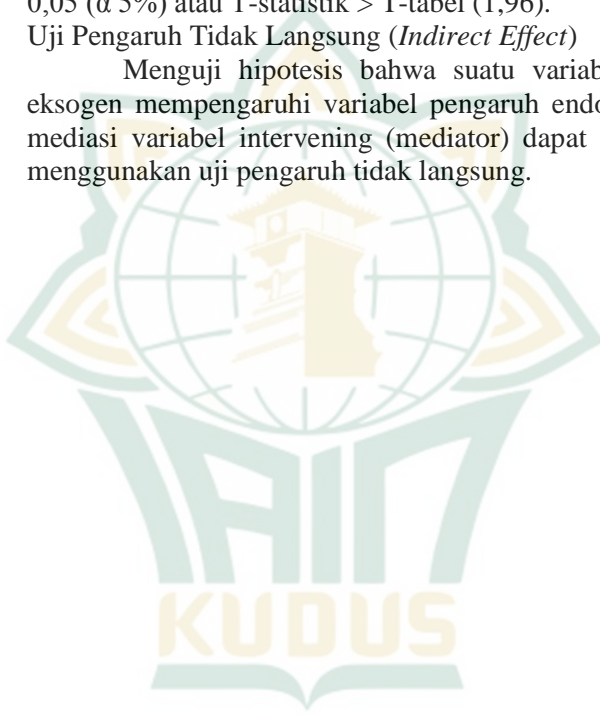 0,05 (α 5%) atau T-statistik > T-tabel (1,96).
Uji Pengaruh Tidak Langsung (Indirect Effect)
Menguji hipotesis bahwa suatu variab
eksogen mempengaruhi variabel pengaruh endo
mediasi variabel intervening (mediator) dapat
menggunakan uji pengaruh tidak langsung.
IAIN
KUDUS